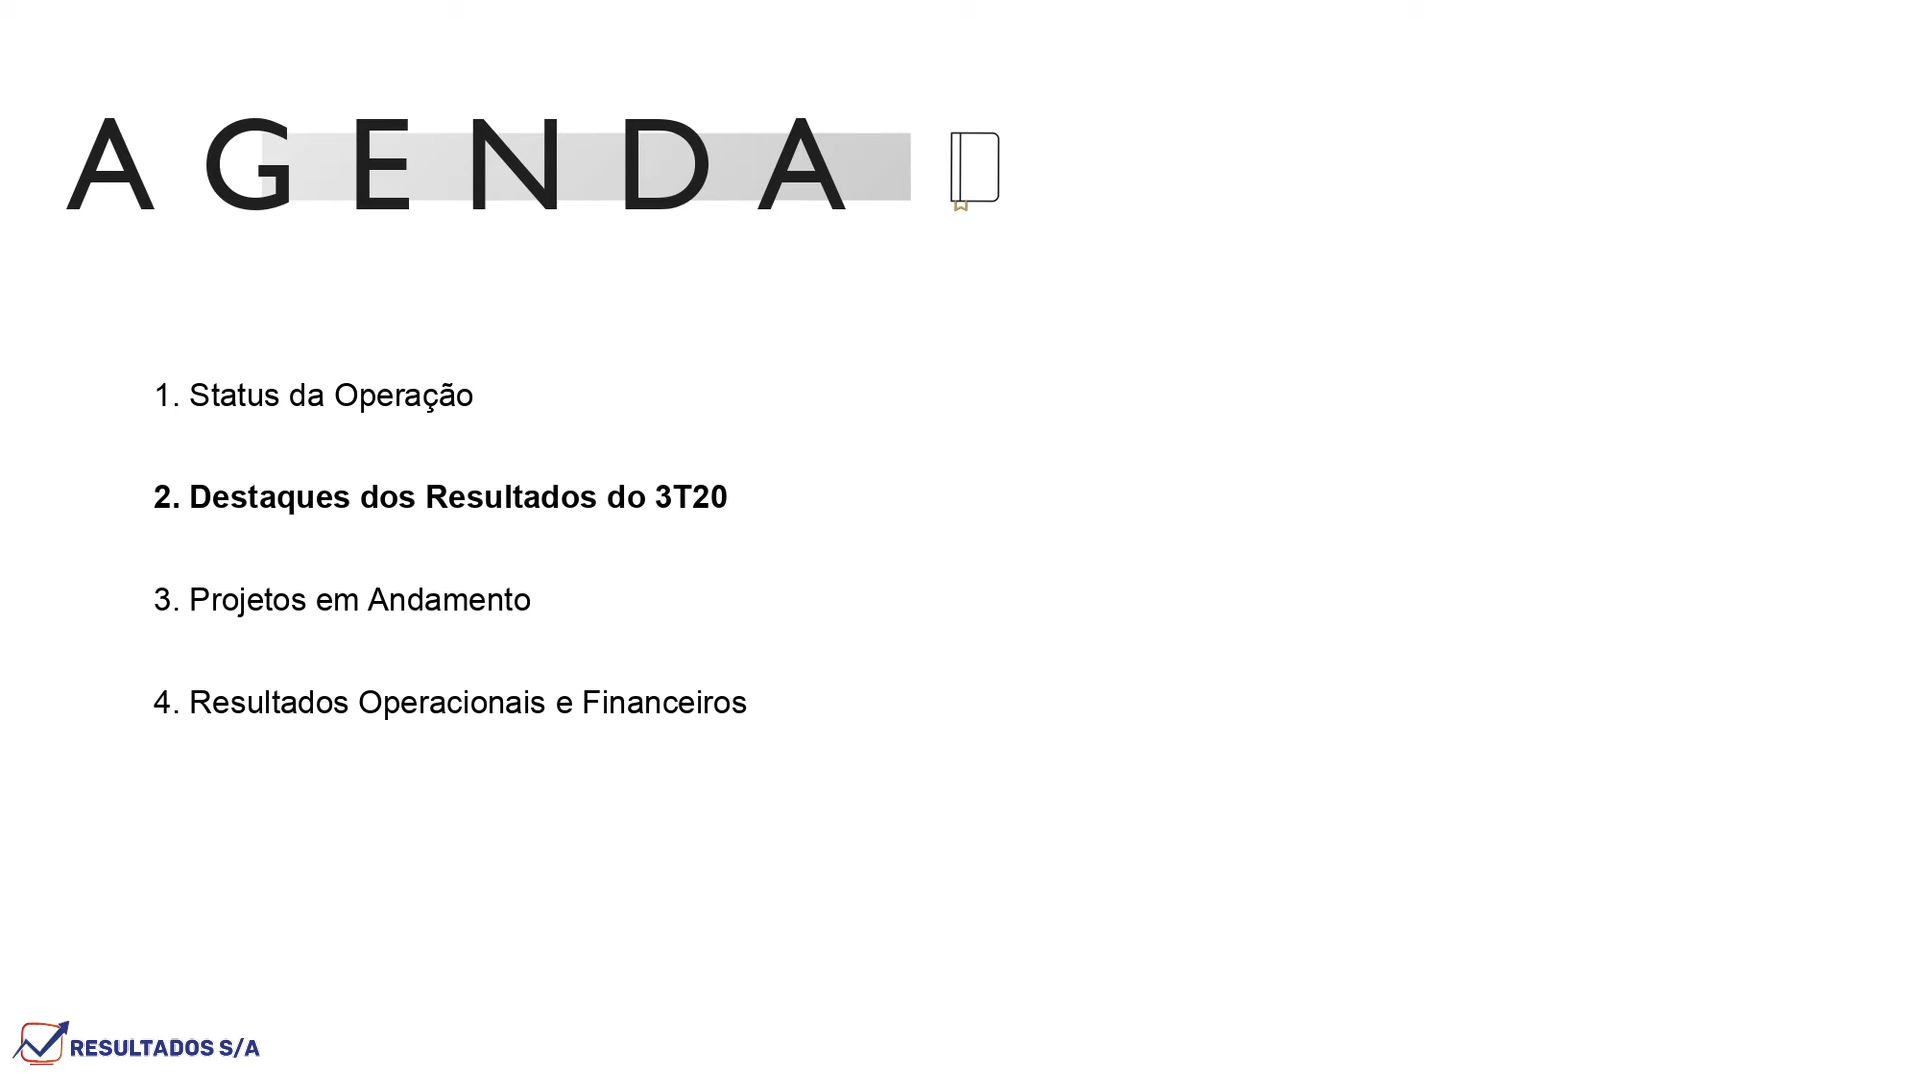 AGENDA
1. Status da Operação
2. Destaques dos Resultados do 3T20
3. Projetos em Andamento
4. Resultados Operacionais e Financeiros
RESULTADOS S/A